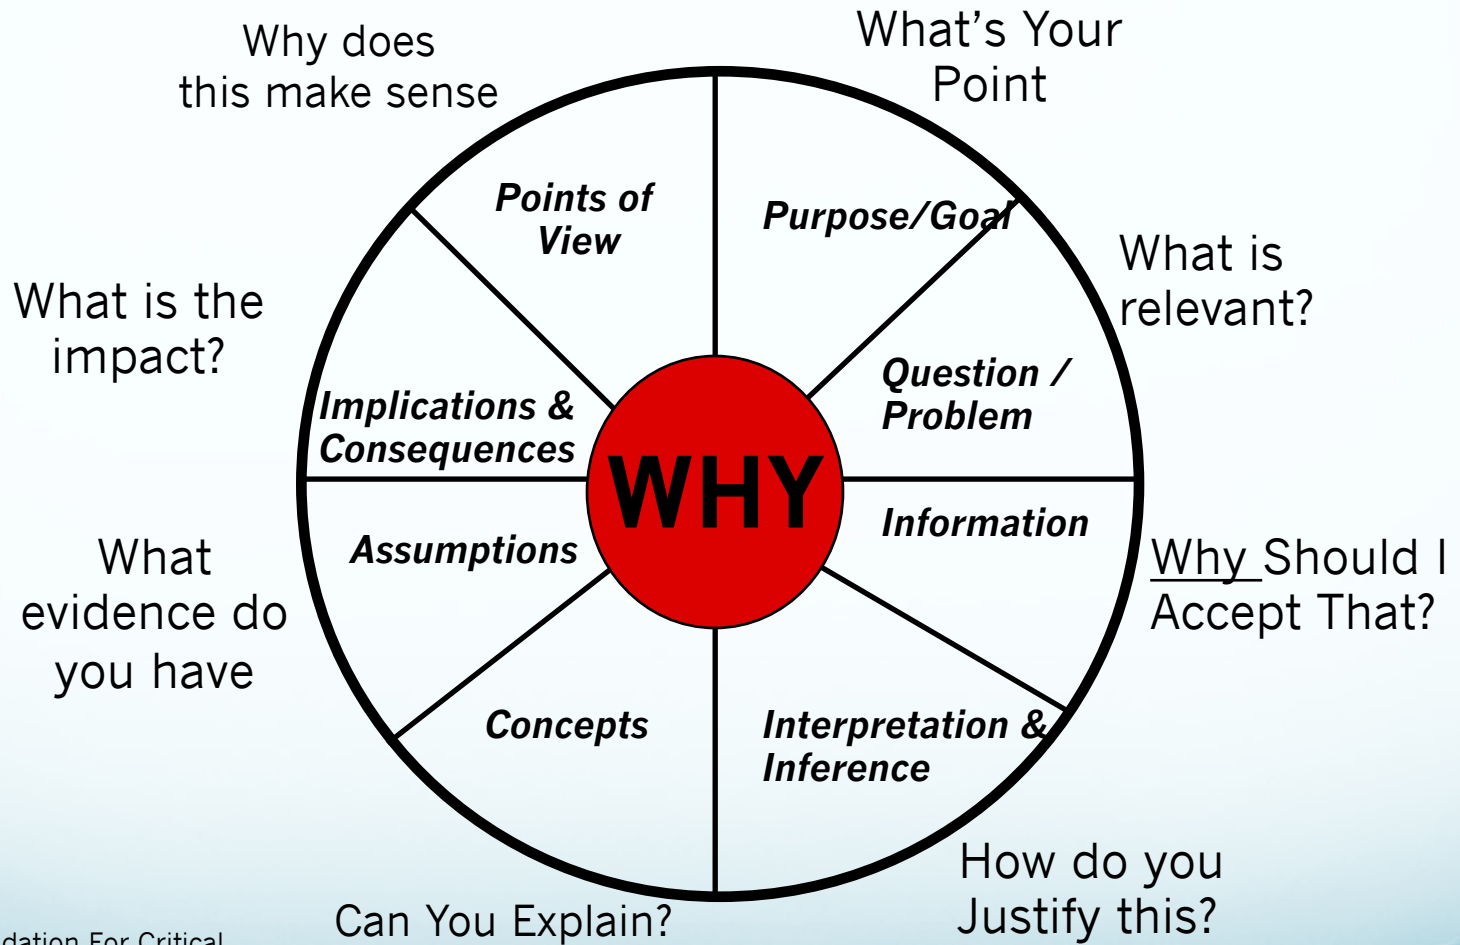 Why does
this make sense
What's Your
Point
Points of
View
Purpose/Goal
What is
relevant?
What is the
impact?
Question /
Problem
Implications &
Consequences
WHY
Information
Assumptions
What
evidence do
you have
Why Should I
Accept That?
Concepts
Interpretation &
Inference
How do you
Justify this?
Can You Explain?
For Critical